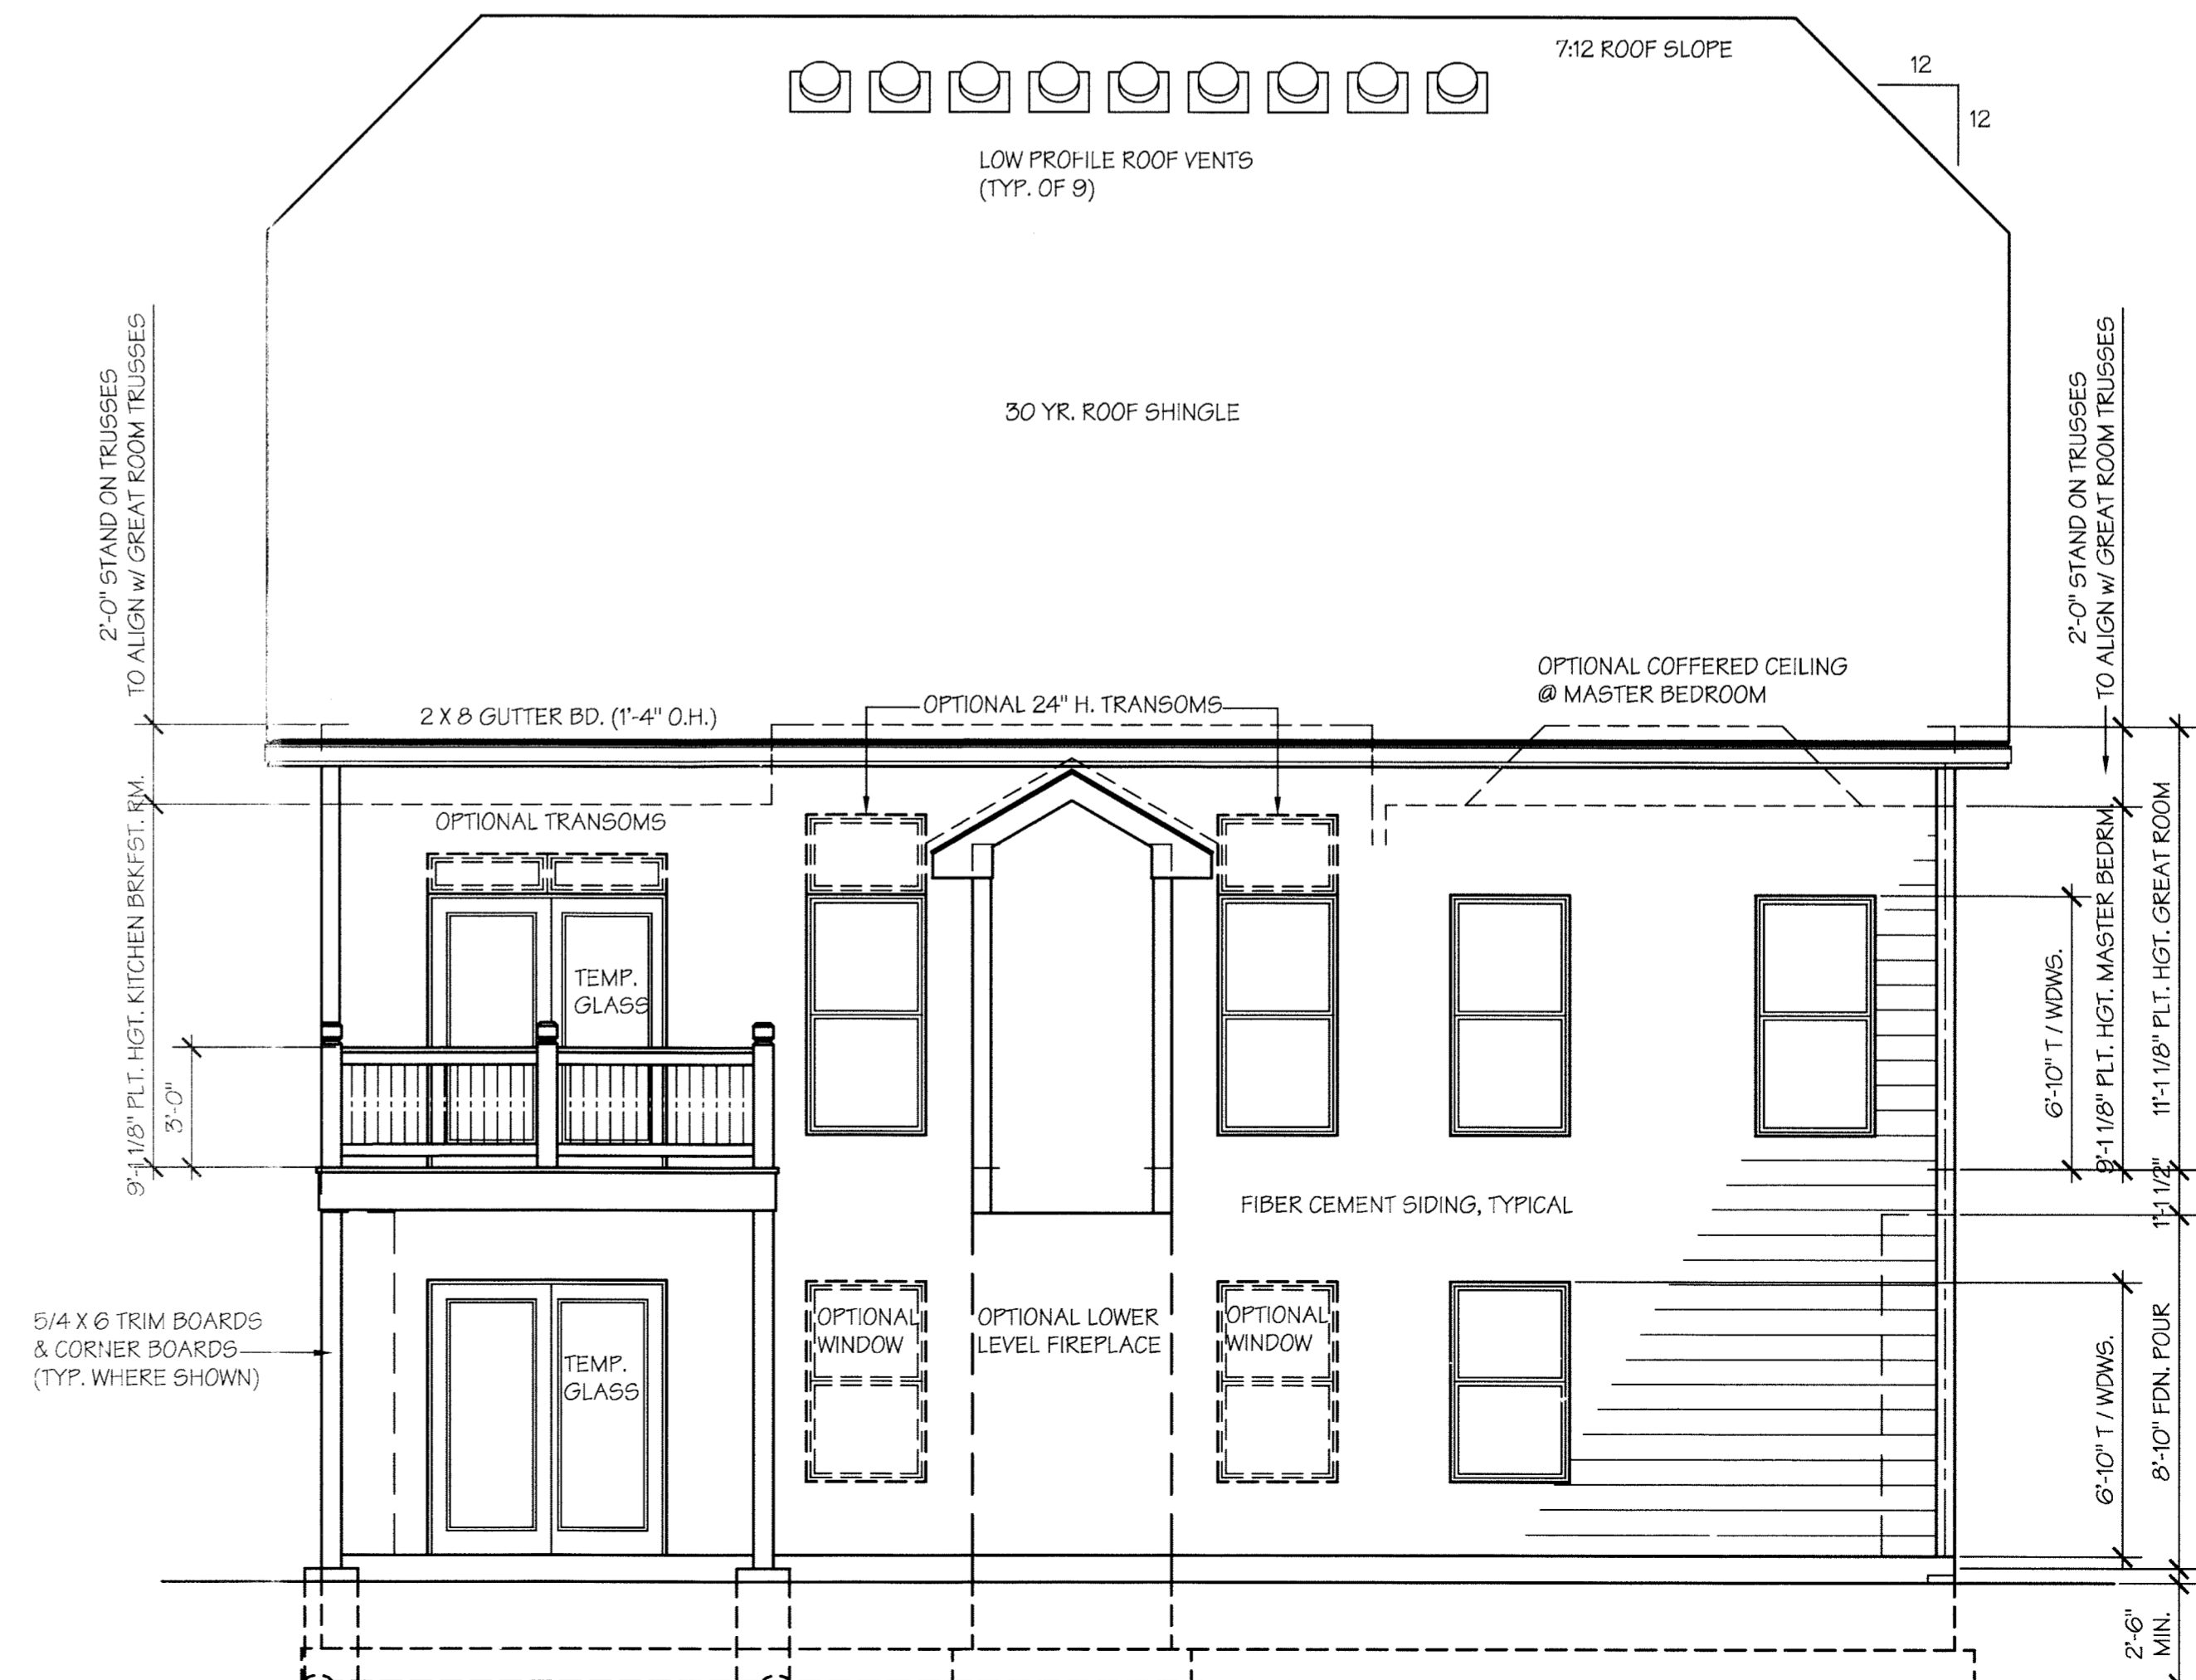 7:12 ROOF SLOPE
12
12
LOW PROFILE ROOF VENTS
(TYP. OF 9)
30 YR. ROOF SHINGLE
2'-0" STAND ON TRUSSES
TO ALIGN w/ GREAT ROOM TRUSSES
2'-0" STAND ON TRUSSES
TO ALIGN w/ GREAT ROOM TRUSSES
OPTIONAL COFFERED CEILING
@ MASTER BEDROOM
2 X 8 GUTTER BD. (1'-4" O.H.)
OPTIONAL 24" H. TRANSOMS
OPTIONAL TRANSOMS
9'-1 1/8" PLT. HGT. KITCHEN BRKFST. RM.
3'-0"
TEMP.
GLASS
6'-10" T / WDWS.
9'-1 1/8" PLT. HGT. MASTER BEDRM.
11'-1 1/8" PLT. HGT. GREAT ROOM
1'-1 1/2"
FIBER CEMENT SIDING, TYPICAL
5/4 X 6 TRIM BOARDS
& CORNER BOARDS
(TYP. WHERE SHOWN)
TEMP.
GLASS
OPTIONAL
WINDOW
OPTIONAL LOWER
LEVEL FIREPLACE
OPTIONAL
WINDOW
6'-10" T / WDWS.
8'-10" FDN. POUR
2'-6"
MIN.